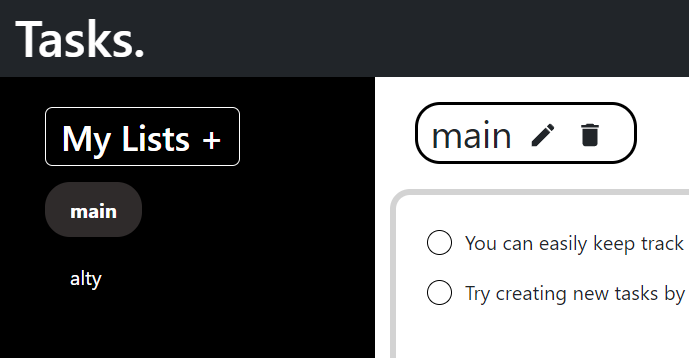 Tasks.
My Lists +
main
alty
main
You can easily keep track
Try creating new tasks by